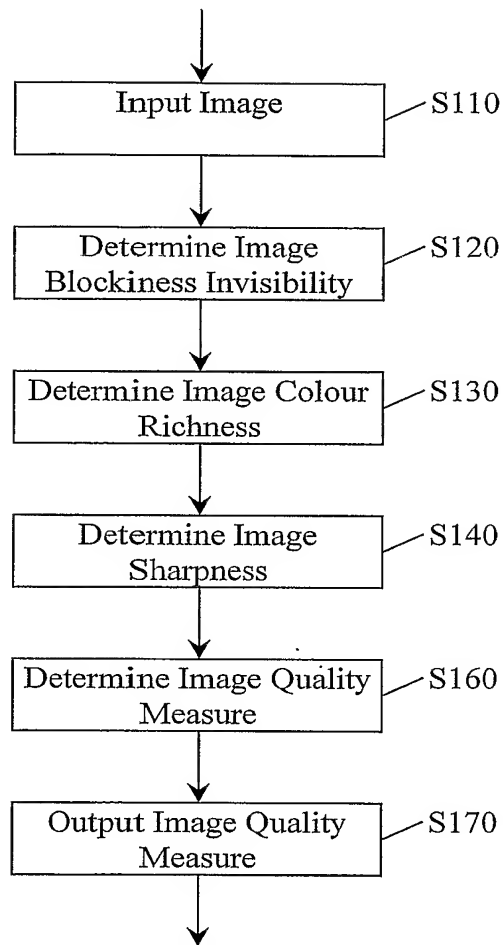 Input Image S110
Determine Image
Blockiness Invisibility S120
Determine Image Colour
Richness S130
Determine Image
Sharpness S140
Determine Image Quality
Measure S160
Output Image Quality
Measure S170